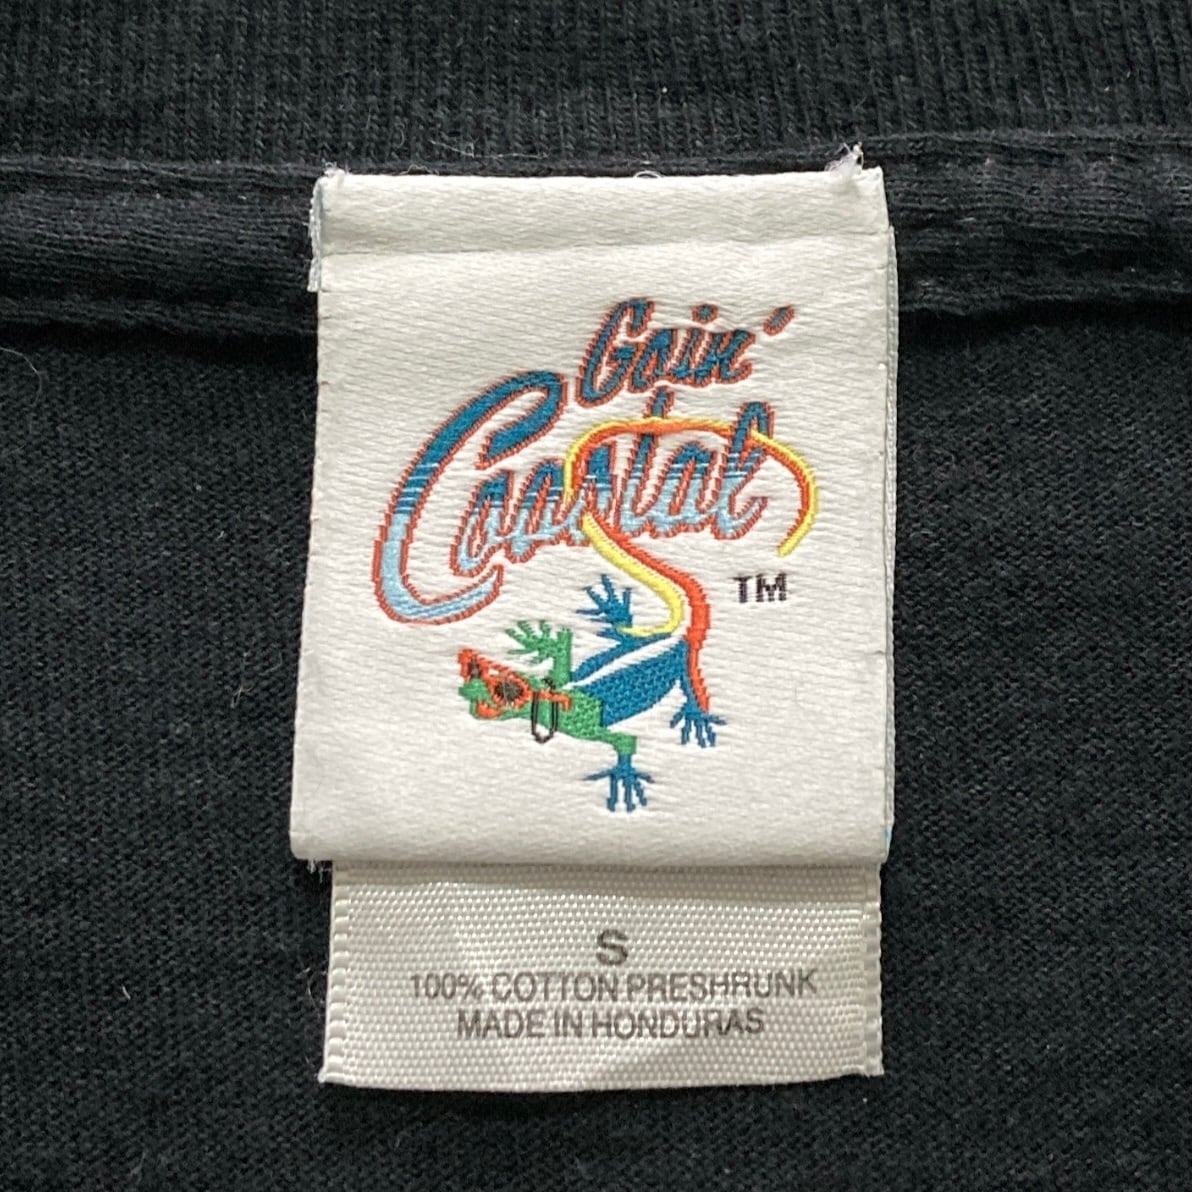 Goin'
Coastal
TM
S
100% COTTON PRESHRUNK
MADE IN HONDURAS